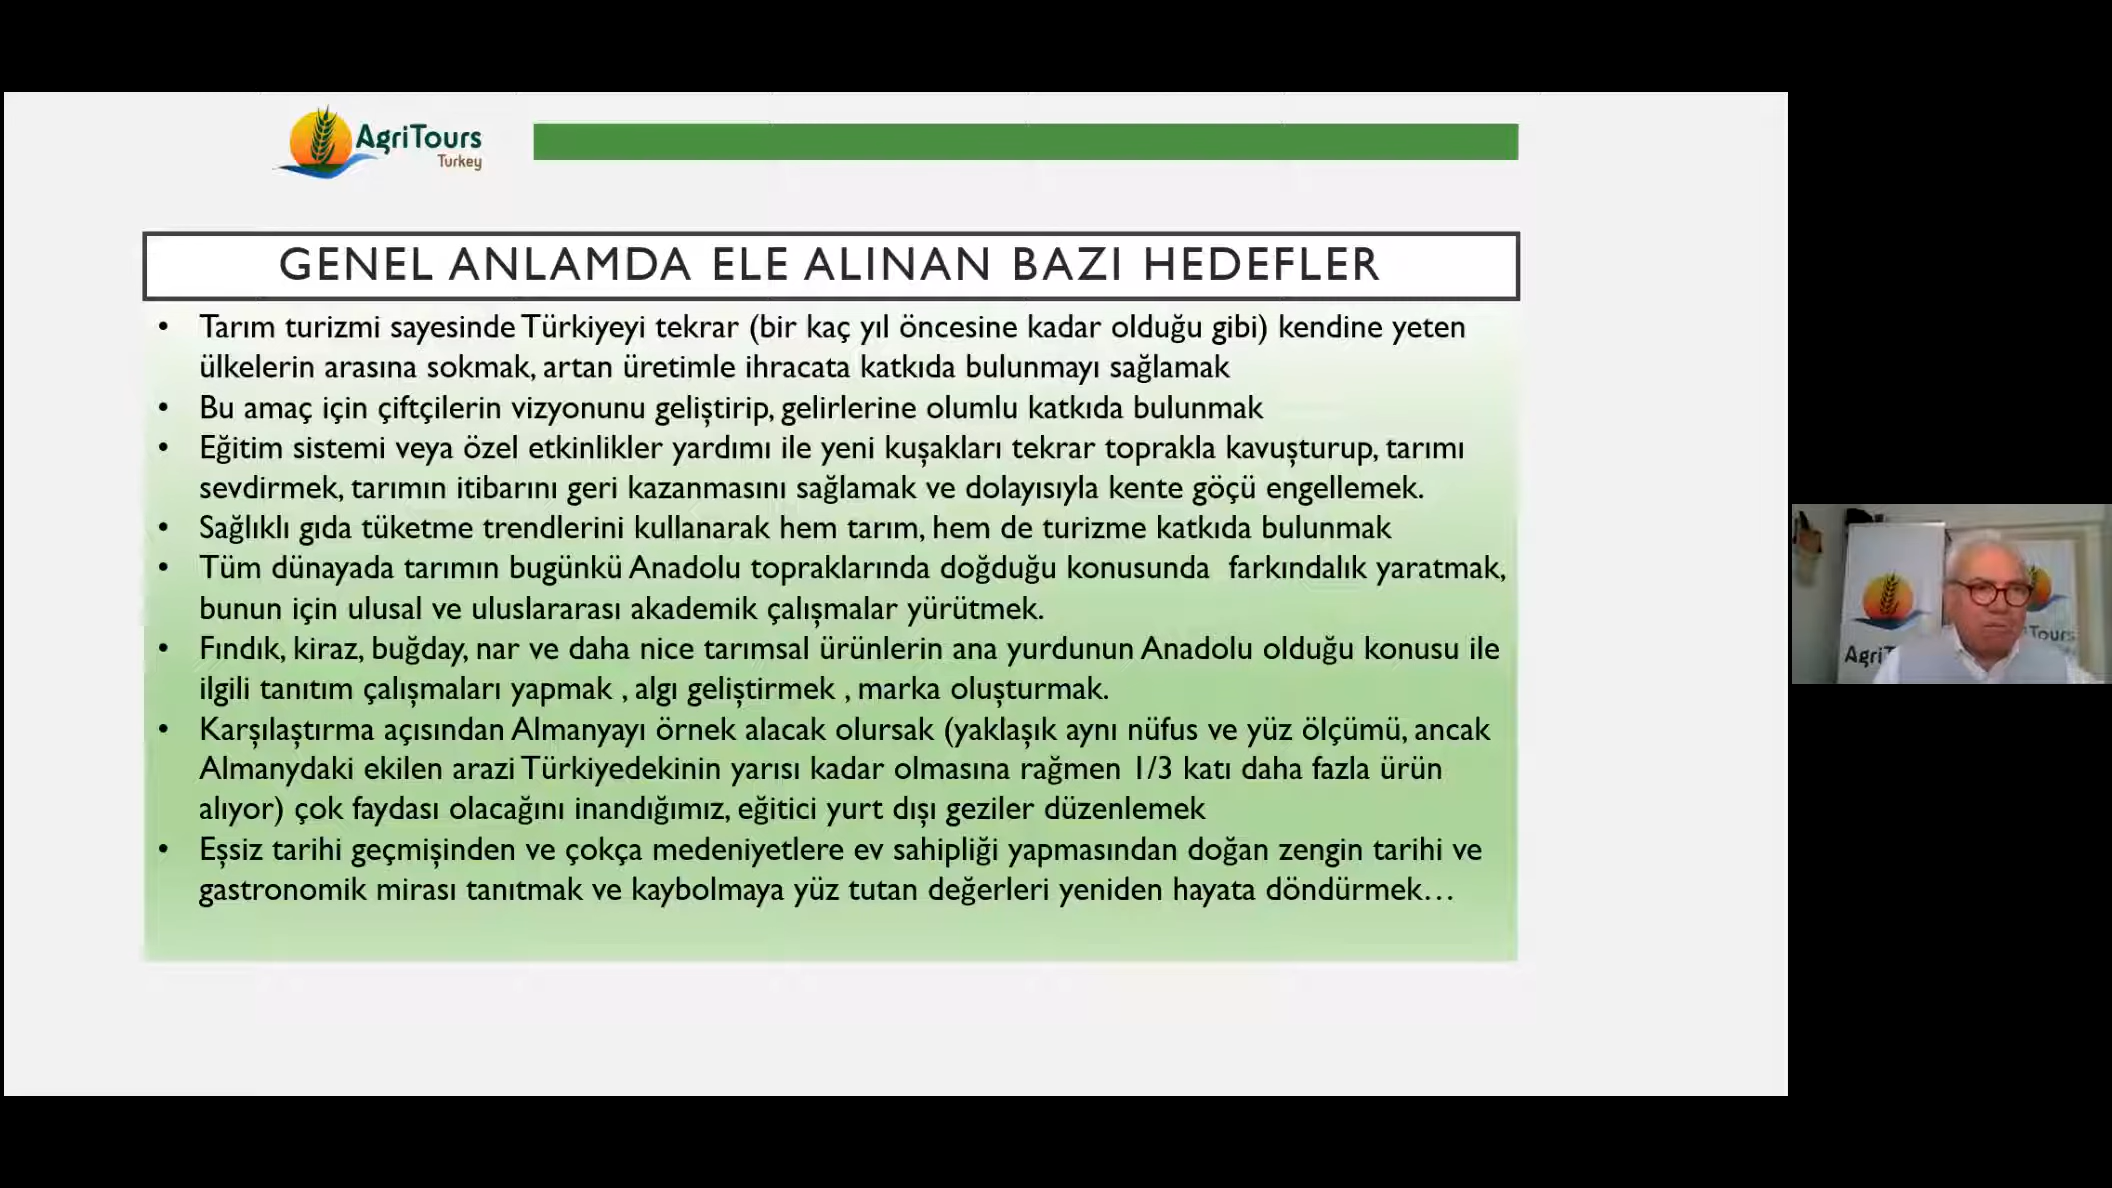 AgriTours
Turkey
GENEL ANLAMDA ELE ALINAN BAZI HEDEFLER
• Tarım turizmi sayesinde Türkiyeyi tekrar (bir kaç yıl öncesine kadar olduğu gibi) kendine yeten
ülkelerin arasına sokmak, artan üretimle ihracata katkıda bulunmayı sağlamak
• Bu amaç için çiftçilerin vizyonunu geliştirip, gelirlerine olumlu katkıda bulunmak
• Eğitim sistemi veya özel etkinlikler yardımı ile yeni kuşakları tekrar toprakla kavuşturup, tarımı
sevdirmek, tarımın itibarını geri kazanmasını sağlamak ve dolayısıyla kente göçü engellemek.
• Sağlıklı gıda tüketme trendlerini kullanarak hem tarım, hem de turizme katkıda bulunmak
• Tüm dünayada tarımın bugünkü Anadolu topraklarında doğduğu konusunda farkındalık yaratmak,
bunun için ulusal ve uluslararası akademik çalışmalar yürütmek.
• Fındık, kiraz, buğday, nar ve daha nice tarımsal ürünlerin ana yurdunun Anadolu olduğu konusu ile
ilgili tanıtım çalışmaları yapmak , algı geliştirmek , marka oluşturmak.
• Karşılaştırma açısından Almanyayı örnek alacak olursak (yaklaşık aynı nüfus ve yüz ölçümü, ancak
Almanydaki ekilen arazi Türkiyedekinin yarısı kadar olmasına rağmen 1/3 katı daha fazla ürün
alıyor) çok faydası olacağını inandığımız, eğitici yurt dışı geziler düzenlemek
• Eşsiz tarihi geçmişinden ve çokça medeniyetlere ev sahipliği yapmasından doğan zengin tarihi ve
gastronomik mirası tanıtmak ve kaybolmaya yüz tutan değerleri yeniden hayata döndürmek…
Agri
Tours